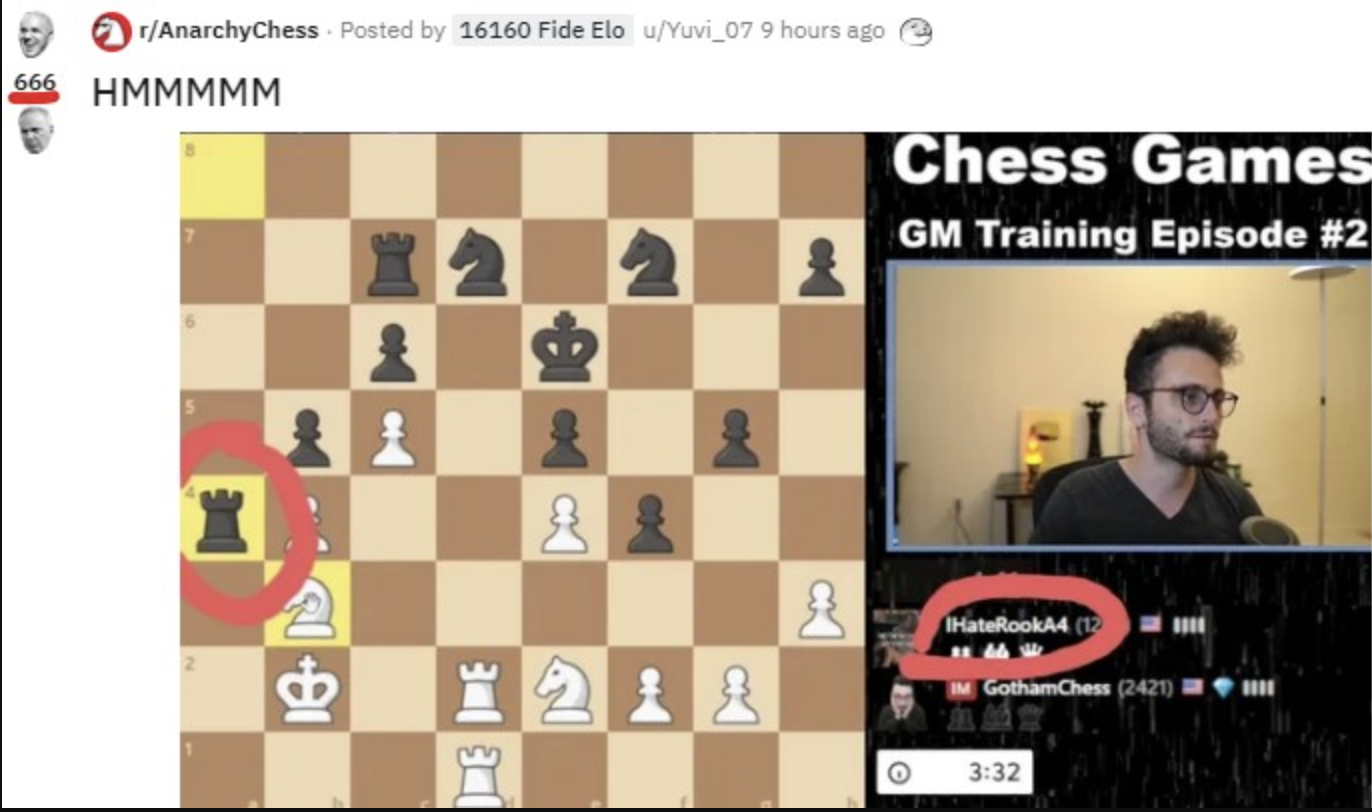 r/AnarchyChess · Posted by 16160 Fide Elo u/Yuvi_07 9 hours ago
666
HMMMMM
Chess Games
GM Training Episode #2
8
7
6
5
4
2
1
a b c d e f g h
IHateRookA4 (12
IM GothamChess (2421)
3:32